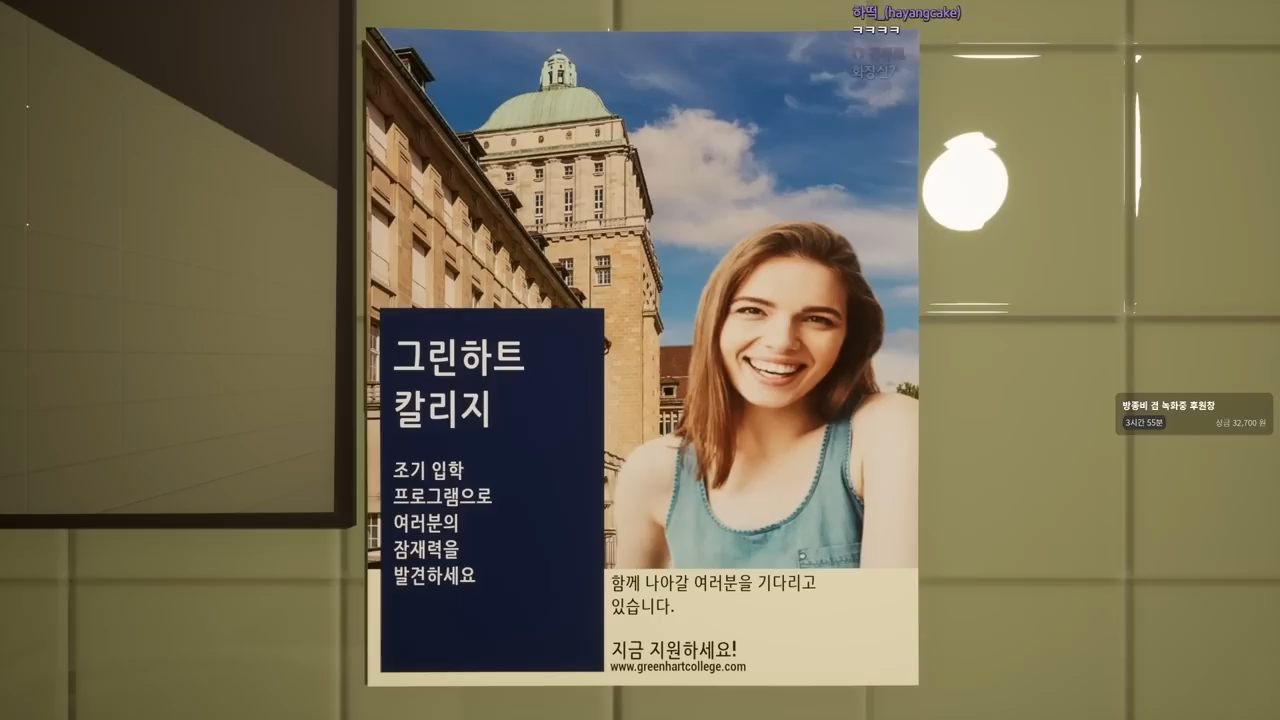 하떡_(hayangcake)
ㅋㅋㅋㅋ
화장실?
그린하트
칼리지
조기 입학
프로그램으로
여러분의
잠재력을
발견하세요
함께 나아갈 여러분을 기다리고
있습니다.
지금 지원하세요!
www.greenhartcollege.com
방종비 겸 녹화중 후원창
3시간 55분
상금 32,700 원